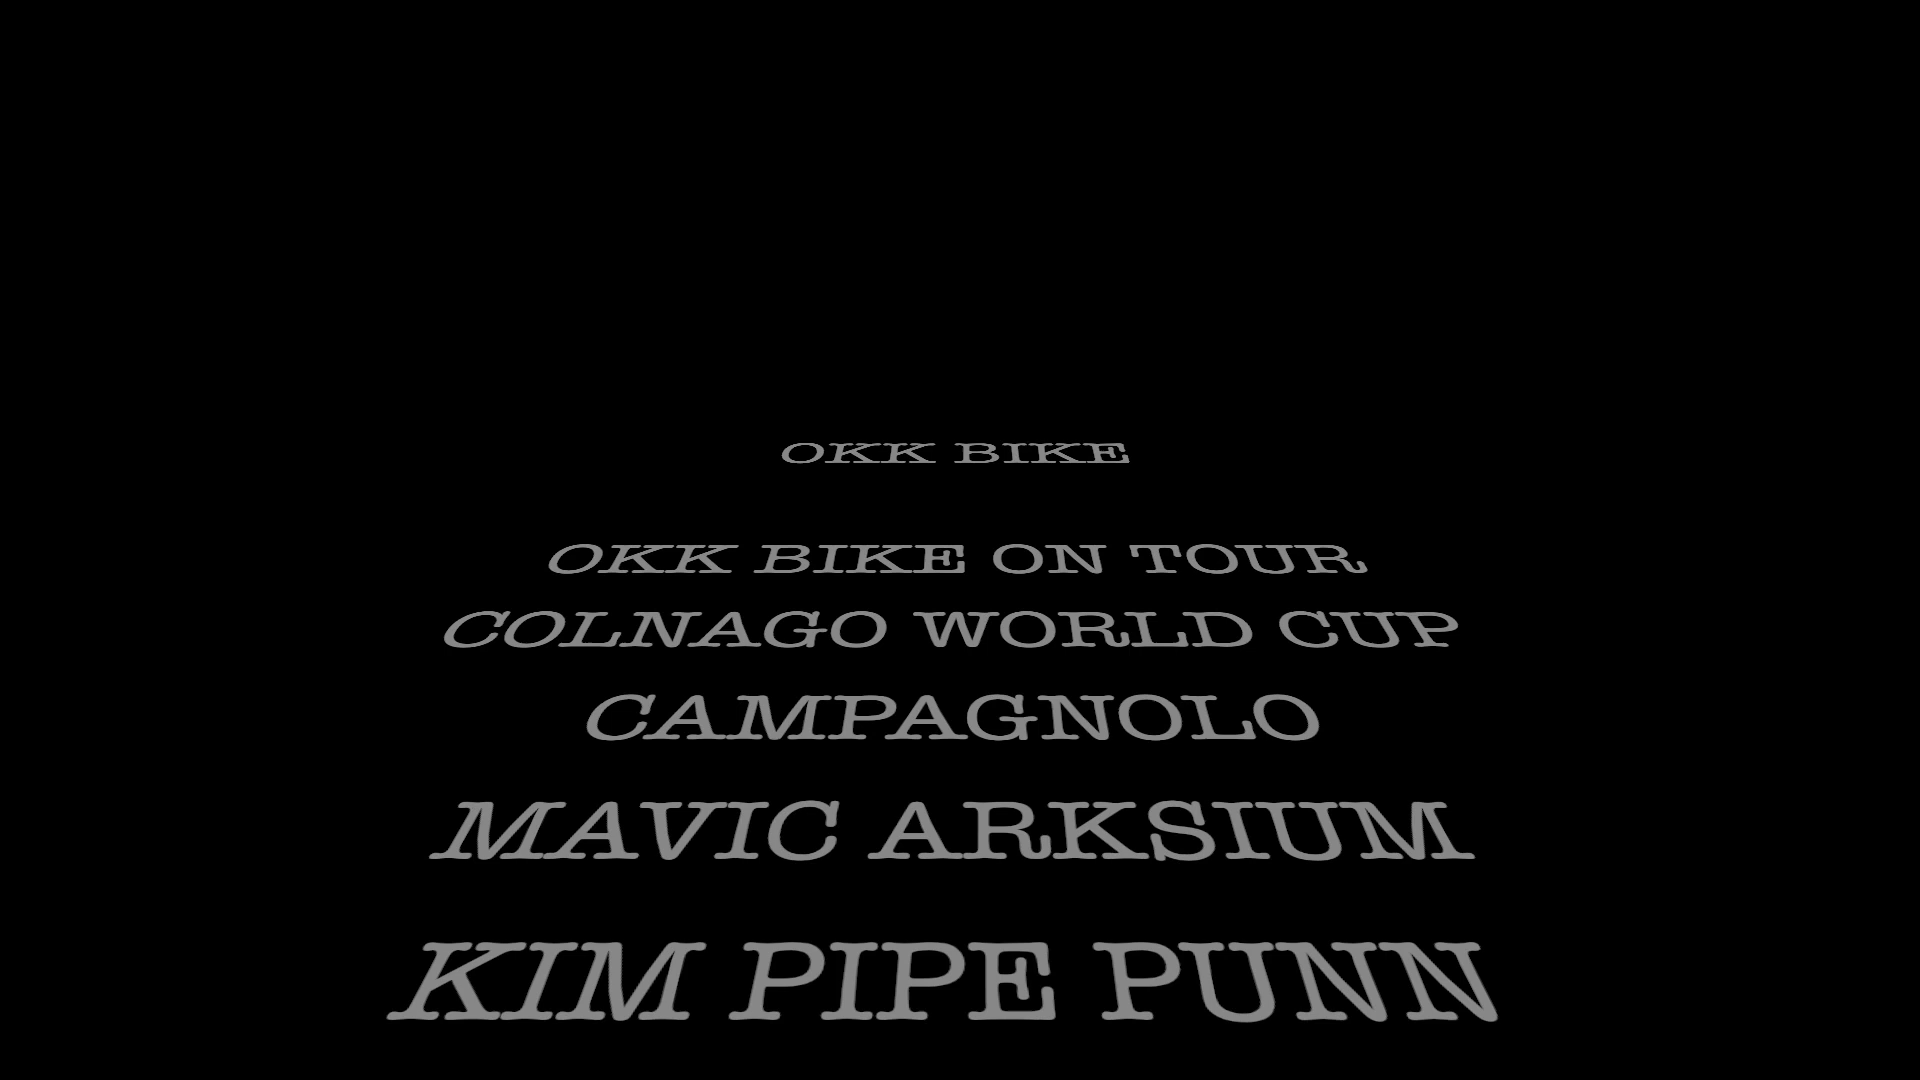 OKK BIKE
OKK BIKE ON TOUR
COLNAGO WORLD CUP
CAMPAGNOLO
MAVIC ARKSIUM
KIM PIPE PUNN